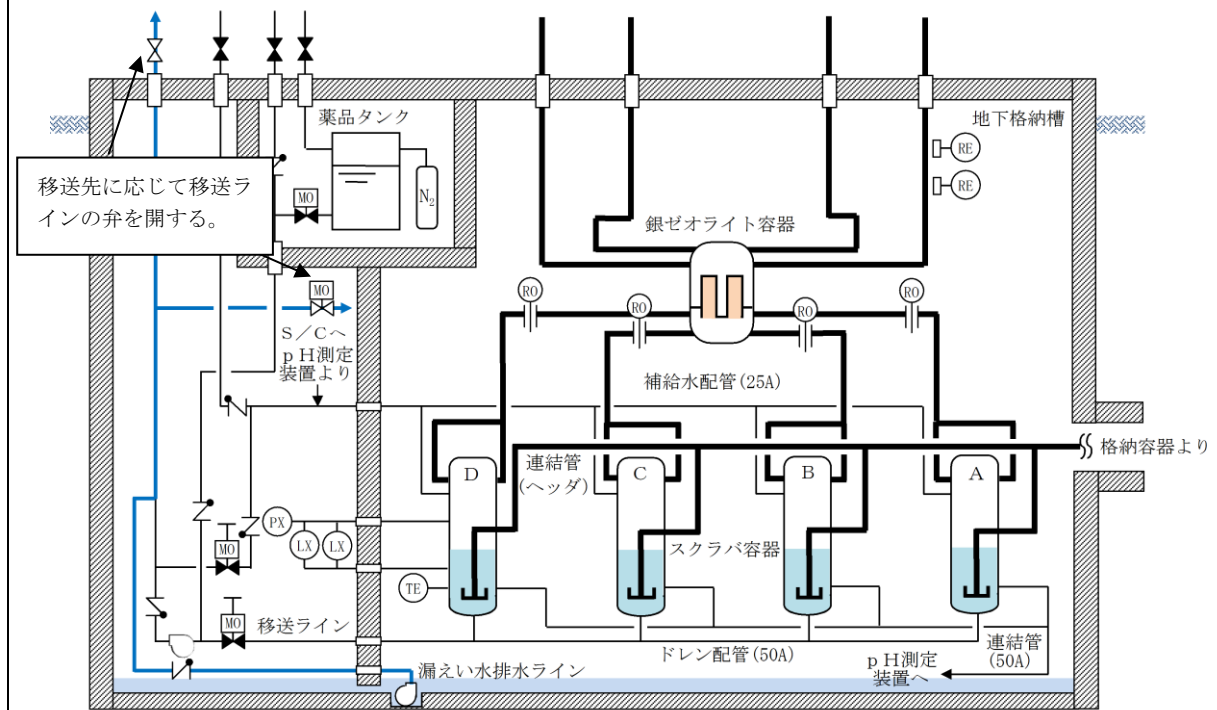 薬品タンク
地下格納槽
RE
RE
移送先に応じて移送ラ
インの弁を開する。
MO
N₂
銀ゼオライト容器
MO
RO
RO
RO
RO
S/Cへ
pH測定
装置より
補給水配管(25A)
格納容器より
連結管
(ヘッダ)
D
C
B
A
PX
LX
LX
MO
スクラバ容器
TE
MO
移送ライン
ドレン配管(50A)
連結管
(50A)
pH測定
装置へ
漏えい水排水ライン